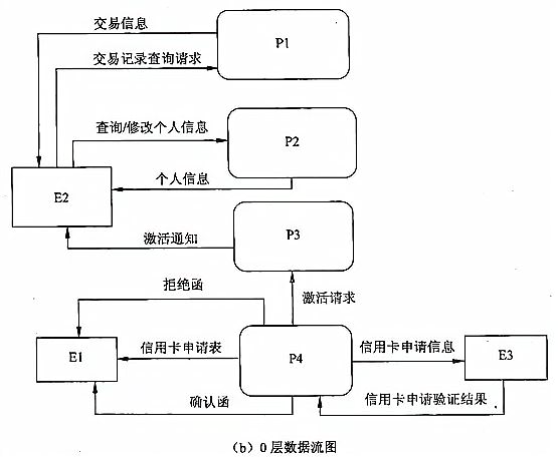 交易信息
P1
交易记录查询请求
查询/修改个人信息
P2
个人信息
E2
激活通知
P3
拒绝函
激活请求
E1
信用卡申请表
P4
信用卡申请信息
E3
确认函
信用卡申请验证结果
(b) 0层数据流图